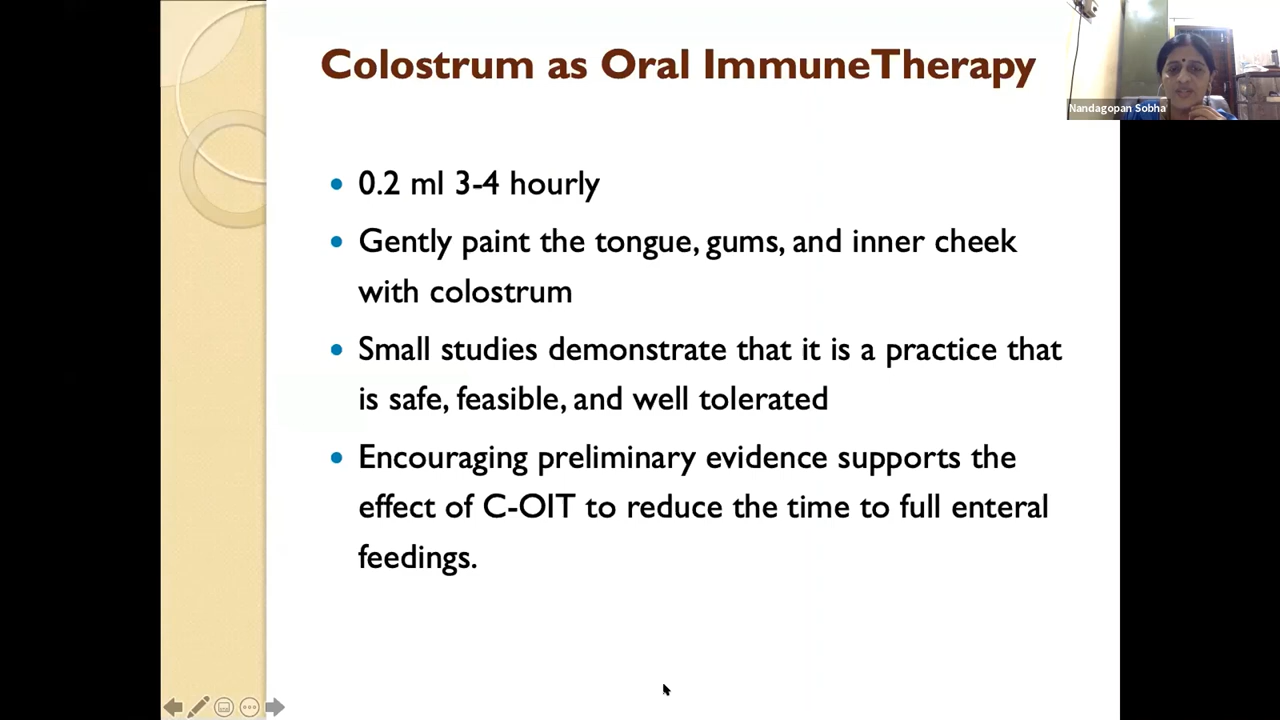 Colostrum as Oral ImmuneTherapy
Nandagopan Sobha
• 0.2 ml 3-4 hourly
• Gently paint the tongue, gums, and inner cheek
with colostrum
• Small studies demonstrate that it is a practice that
is safe, feasible, and well tolerated
• Encouraging preliminary evidence supports the
effect of C-OIT to reduce the time to full enteral
feedings.